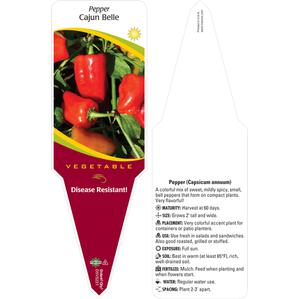 Pepper
Cajun Belle
VEGETABLE
Disease Resistant!
Pepper (Capsicum annuum)
A colorful mix of sweet, mildly spicy, small,
bell peppers that form on compact plants.
Very flavorful!
MATURITY: Harvest at 60 days.
SIZE: Grows 2' tall and wide.
PLACEMENT: Very colorful accent plant for
containers or patio planters.
USE: Use fresh in salads and sandwiches.
Also good roasted, grilled or stuffed.
EXPOSURE: Full sun.
SOIL: Best in warm (at least 65°F), rich,
well-drained soil.
FERTILIZE: Mulch. Feed when planting and
when flowers start.
WATER: Regular water use.
SPACING: Plant 2-3' apart.